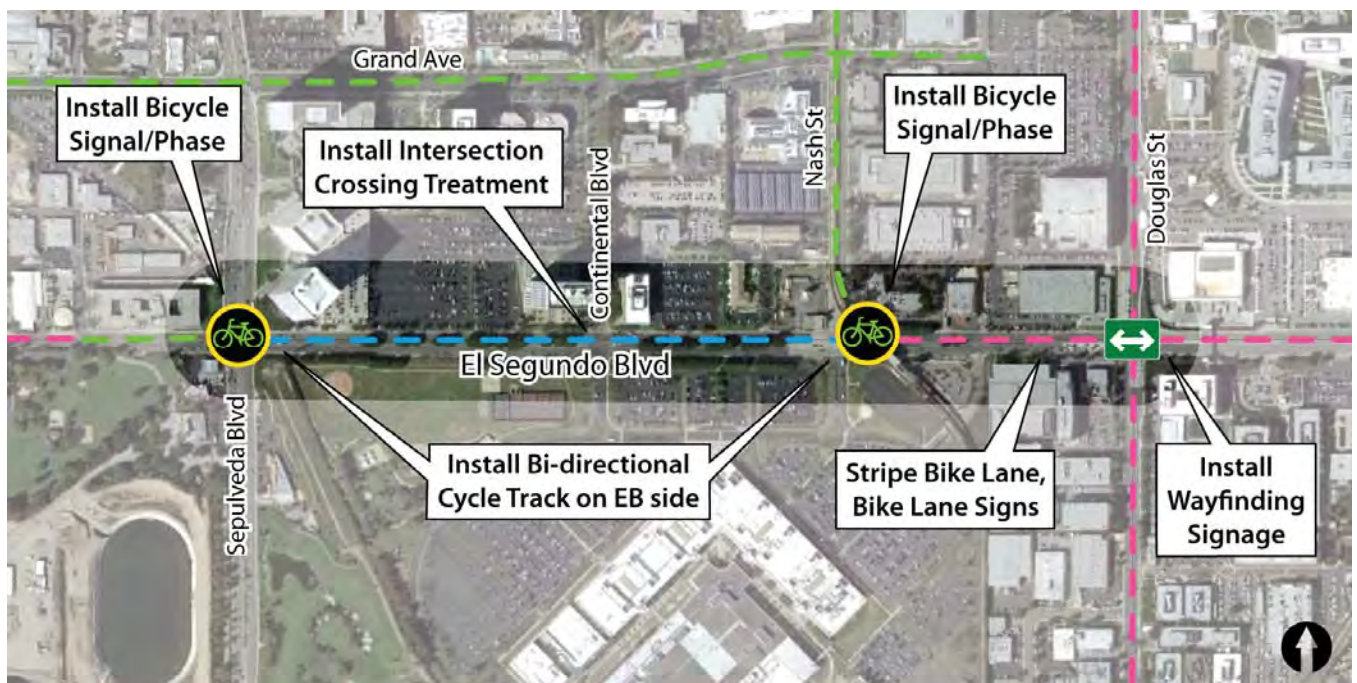 Grand Ave
Install Bicycle
Signal/Phase
Install Intersection
Crossing Treatment
Continental Blvd
Nash St
Install Bicycle
Signal/Phase
Douglas St
El Segundo Blvd
Sepulveda Blvd
Install Bi-directional
Cycle Track on EB side
Stripe Bike Lane,
Bike Lane Signs
Install
Wayfinding
Signage